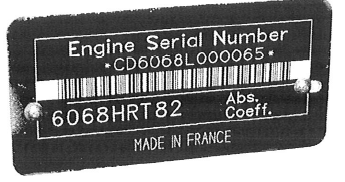 Engine Serial Number
*CD6068L000065*
6068HRT82 Abs. Coeff.
MADE IN FRANCE